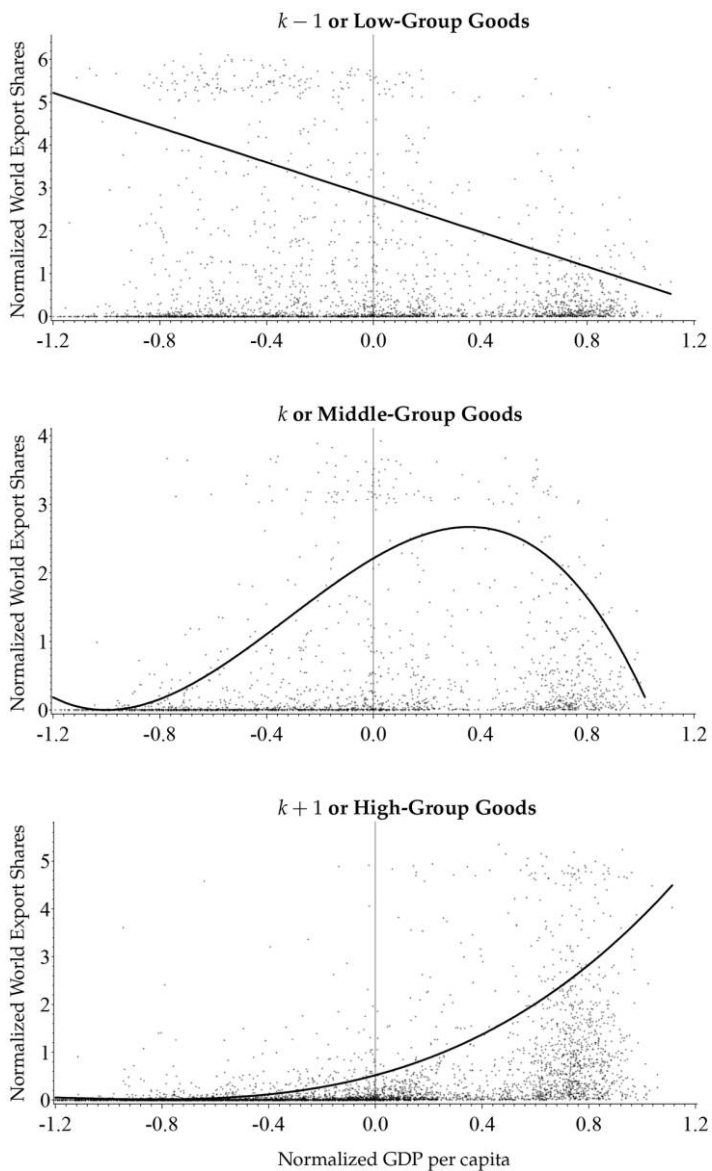 k − 1 or Low-Group Goods
Normalized World Export Shares
6
5
4
3
2
1
0
-1.2 -0.8 -0.4 0.0 0.4 0.8 1.2
k or Middle-Group Goods
Normalized World Export Shares
4
3
2
1
0
-1.2 -0.8 -0.4 0.0 0.4 0.8 1.2
k + 1 or High-Group Goods
Normalized World Export Shares
5
4
3
2
1
0
-1.2 -0.8 -0.4 0.0 0.4 0.8 1.2
Normalized GDP per capita